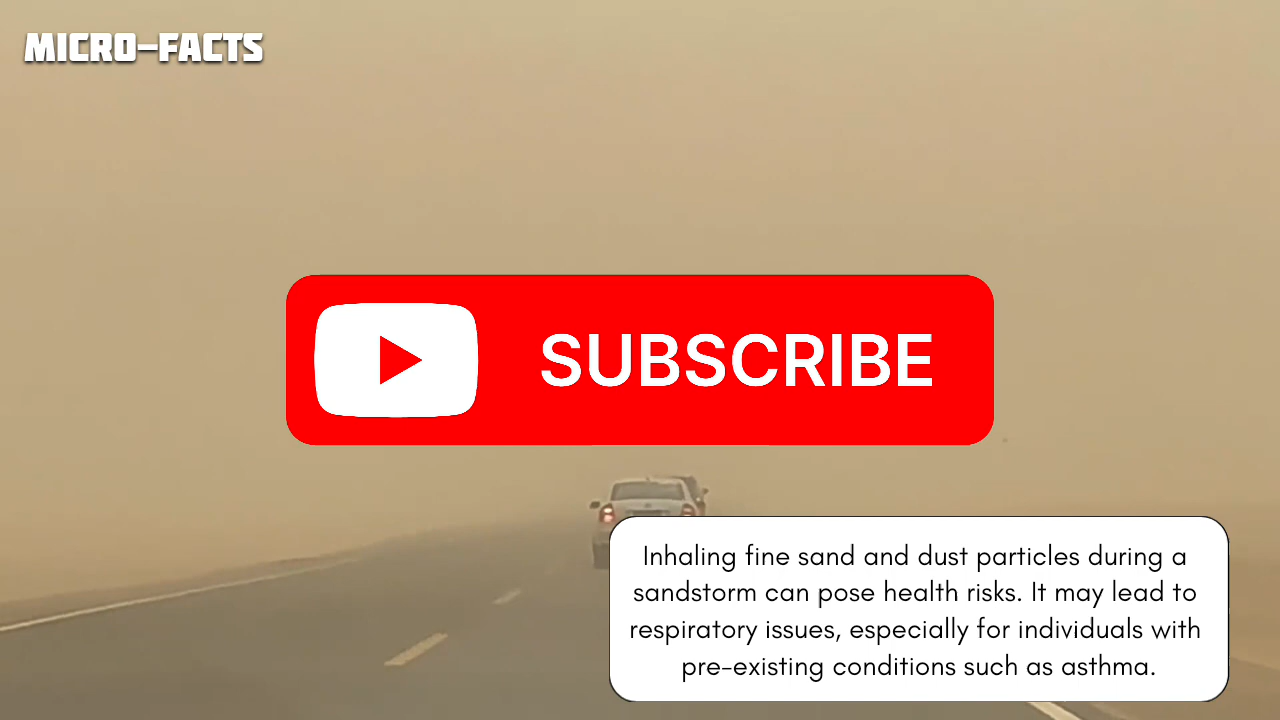 MICRO-FACTS
SUBSCRIBE
Inhaling fine sand and dust particles during a
sandstorm can pose health risks. It may lead to
respiratory issues, especially for individuals with
pre-existing conditions such as asthma.